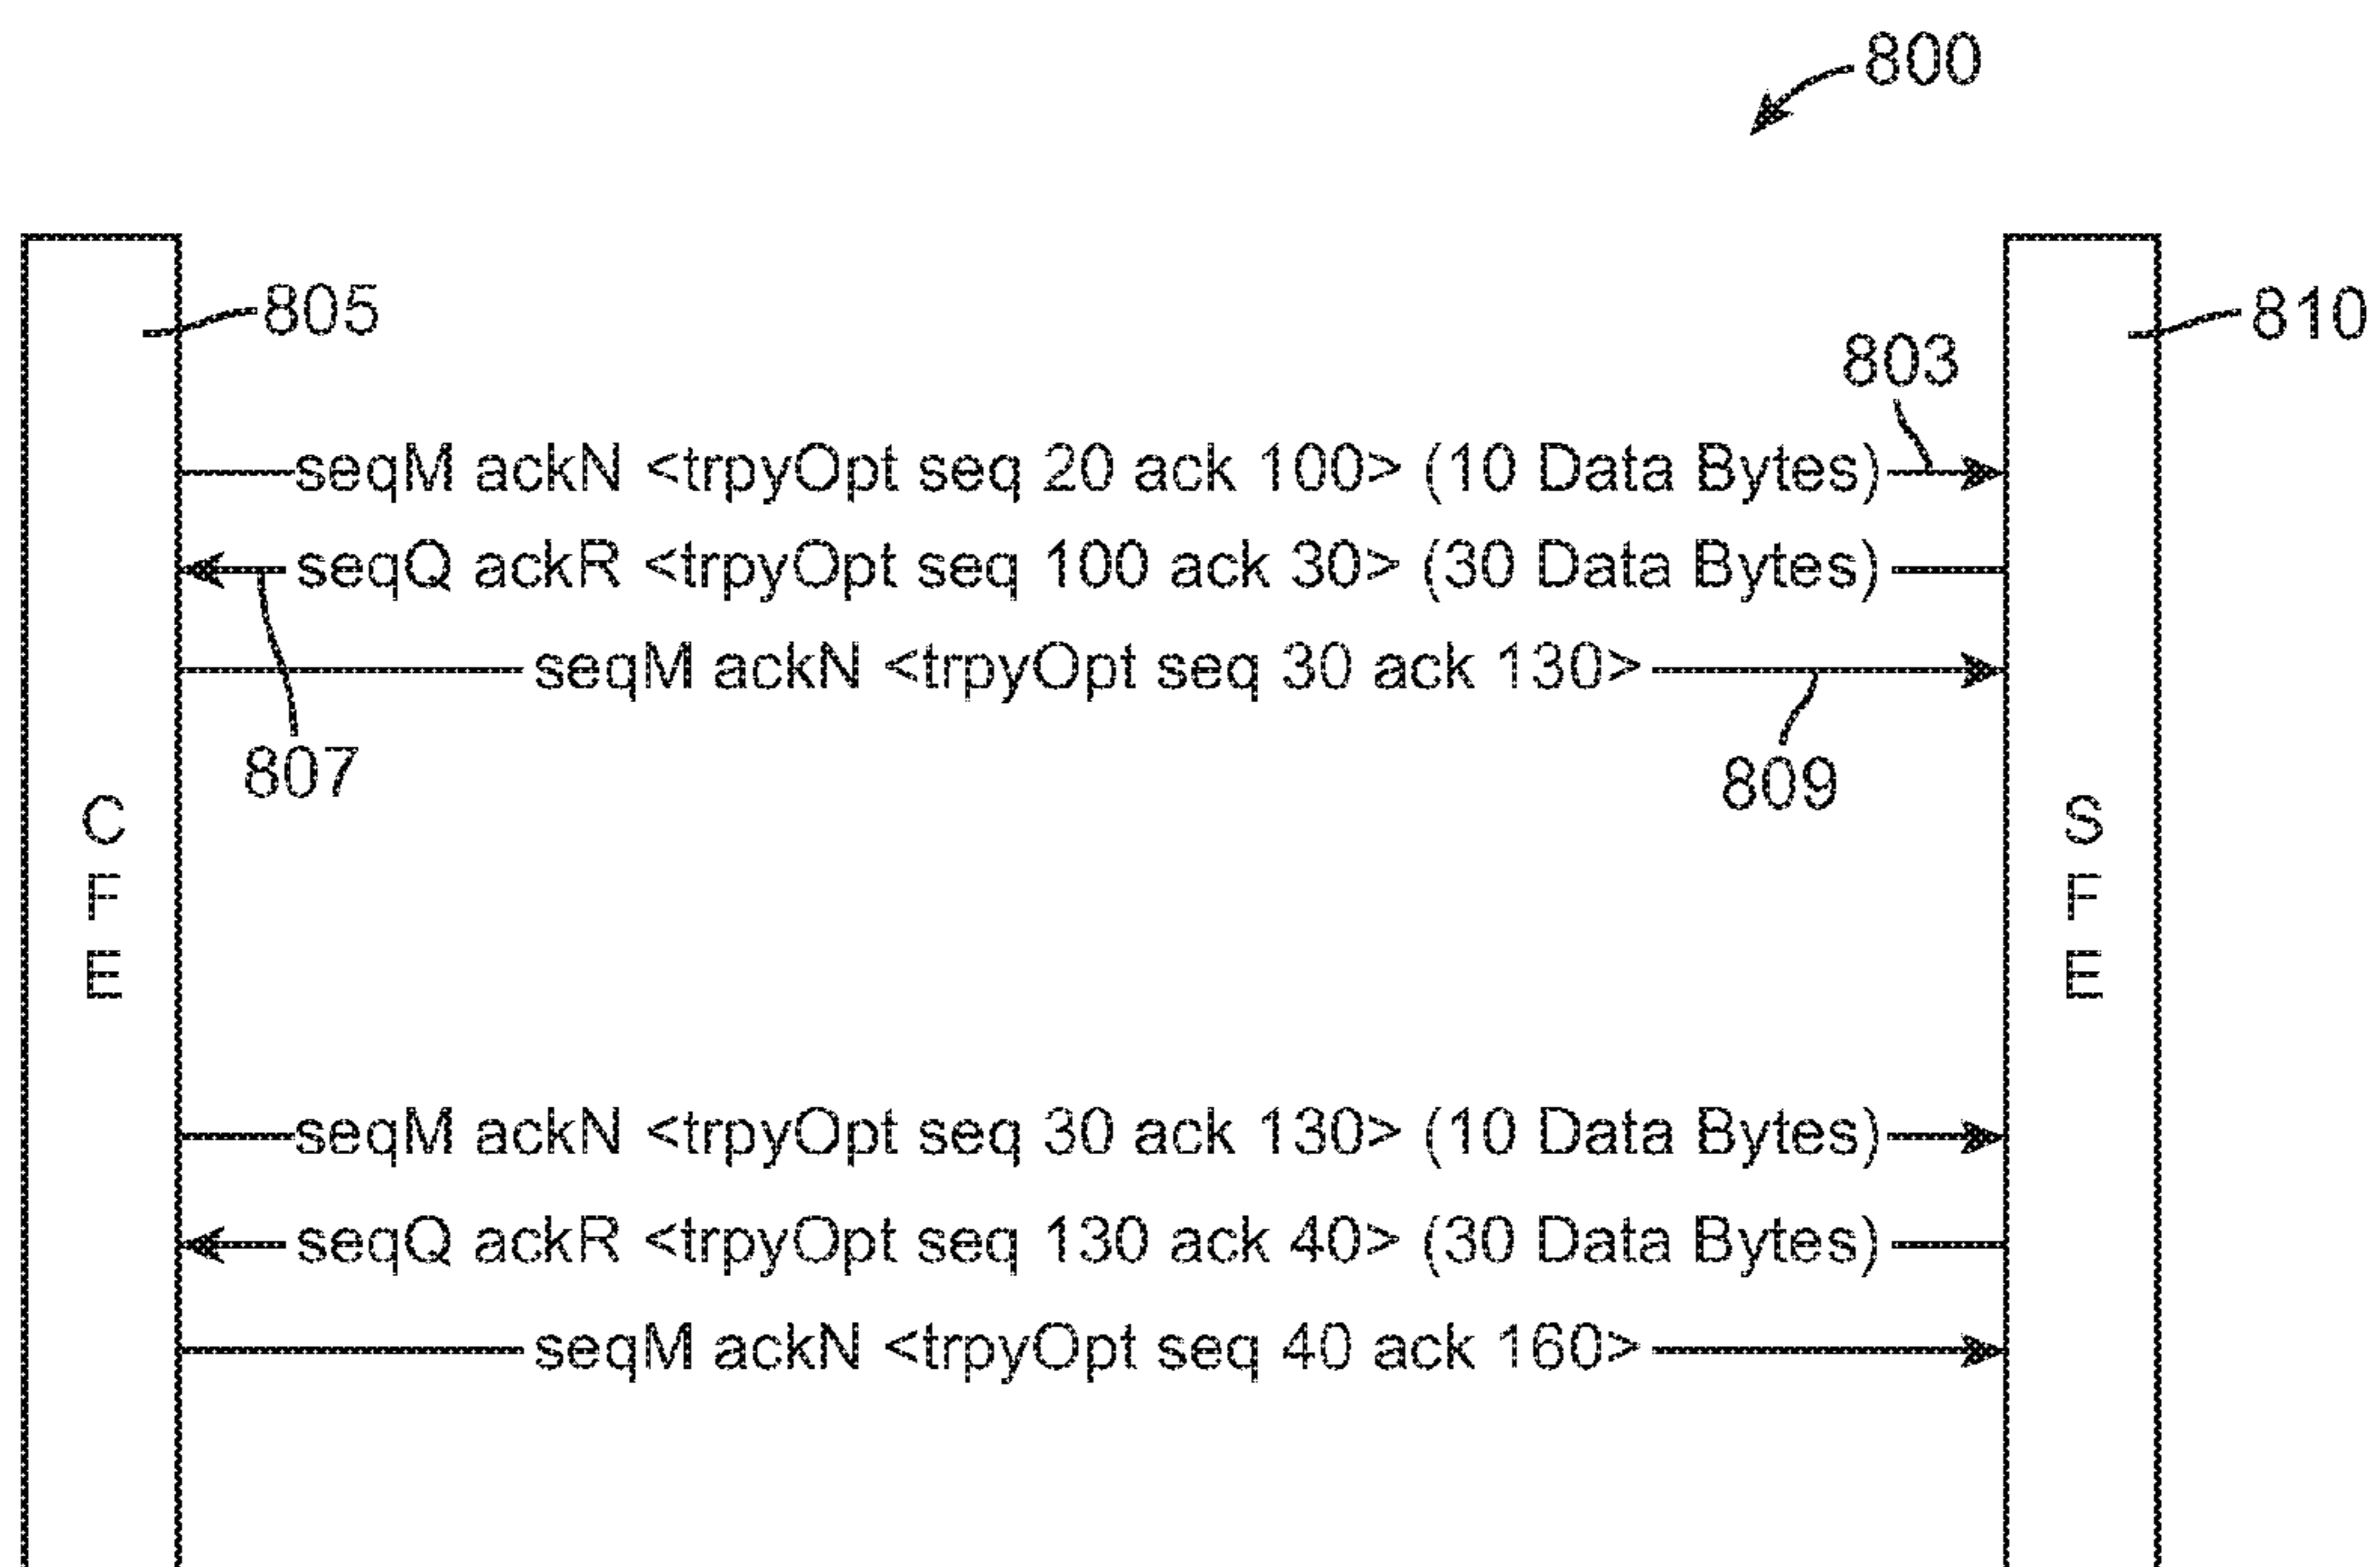 800
805
810
803
seqM ackN <trpyOpt seq 20 ack 100> (10 Data Bytes)
seqQ ackR <trpyOpt seq 100 ack 30> (30 Data Bytes)
seqM ackN <trpyOpt seq 30 ack 130>
807
809
C
F
E
S
F
E
seqM ackN <trpyOpt seq 30 ack 130> (10 Data Bytes)
seqQ ackR <trpyOpt seq 130 ack 40> (30 Data Bytes)
seqM ackN <trpyOpt seq 40 ack 160>